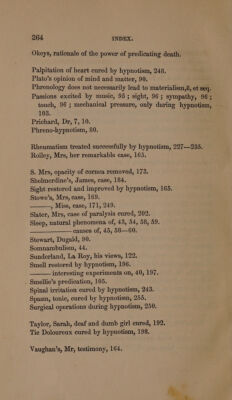 264 INDEX.
Okeys, rationale of the power of predicating death.
Palpitation of heart cured by hypnotism, 248.
Plato's opinion of mind and matter, 90.
Phrenology does not necessarily lead to materialism, 8, et seq.
Passions excited by music, 95; sight, 96; sympathy, 96;
touch, 96; mechanical pressure, only during hypnotism,
103.
Prichard, Dr, 7, 10.
Phreno-hypnotism, 80.
Rheumatism treated successfully by hypnotism, 227—235.
Roiley, Mrs, her remarkable case, 105.
S. Mrs, opacity of cornea removed, 173.
Shelmerdine's, James, case, 184.
Sight restored and improved by hypnotism, 165.
Stowe's, Mrs, case, 169.
———, Miss, case, 171, 249.
Slater, Mrs, case of paralysis cured, 202.
Sleep, natural phenomena of, 43, 54, 58, 59.
——— causes of, 45, 56—60.
Stewart, Dugald, 90.
Somnambulism, 44.
Sunderland, La Roy, his views, 122.
Smell restored by hypnotism, 196.
——— interesting experiments on, 40, 197.
Smellie's predication, 105.
Spinal irritation cured by hypnotism, 243.
Spasm, tonic, cured by hypnotism, 255.
Surgical operations during hypnotism, 250.
Taylor, Sarah, deaf and dumb girl cured, 192.
Tic Doloureux cured by hypnotism, 198.
Vaughan's, Mr, testimony, 164.